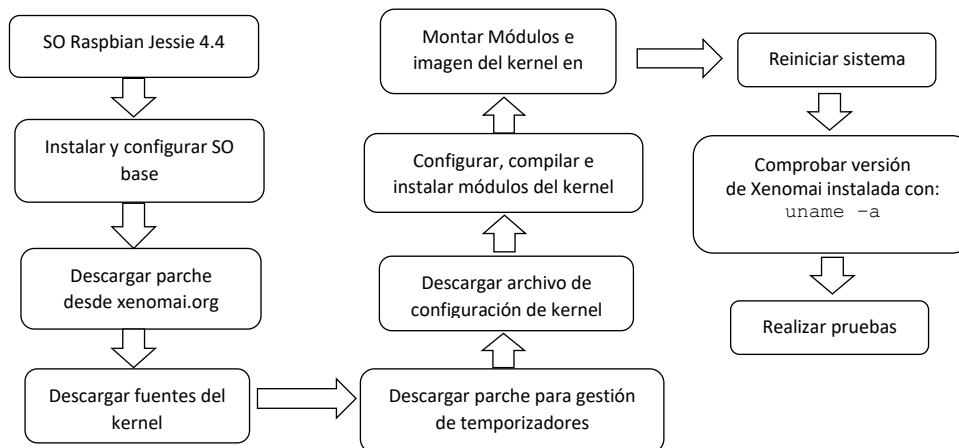 SO Raspbian Jessie 4.4
Instalar y configurar SO
base
Descargar parche
desde xenomai.org
Descargar fuentes del
kernel
Descargar parche para gestión
de temporizadores
Descargar archivo de
configuración de kernel
Configurar, compilar e
instalar módulos del kernel
Montar Módulos e
imagen del kernel en
Reiniciar sistema
Comprobar versión
de Xenomai instalada con:
uname –a
Realizar pruebas